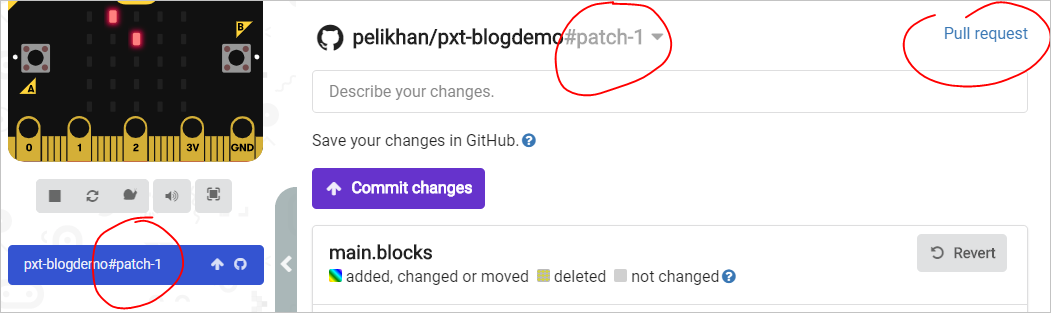 B
A
0 1 2 3V GND
pxt-blogdemo#patch-1
pelikhan/pxt-blogdemo#patch-1
Pull request
Describe your changes.
Save your changes in GitHub. ?
Commit changes
main.blocks
Revert
added, changed or moved deleted not changed ?